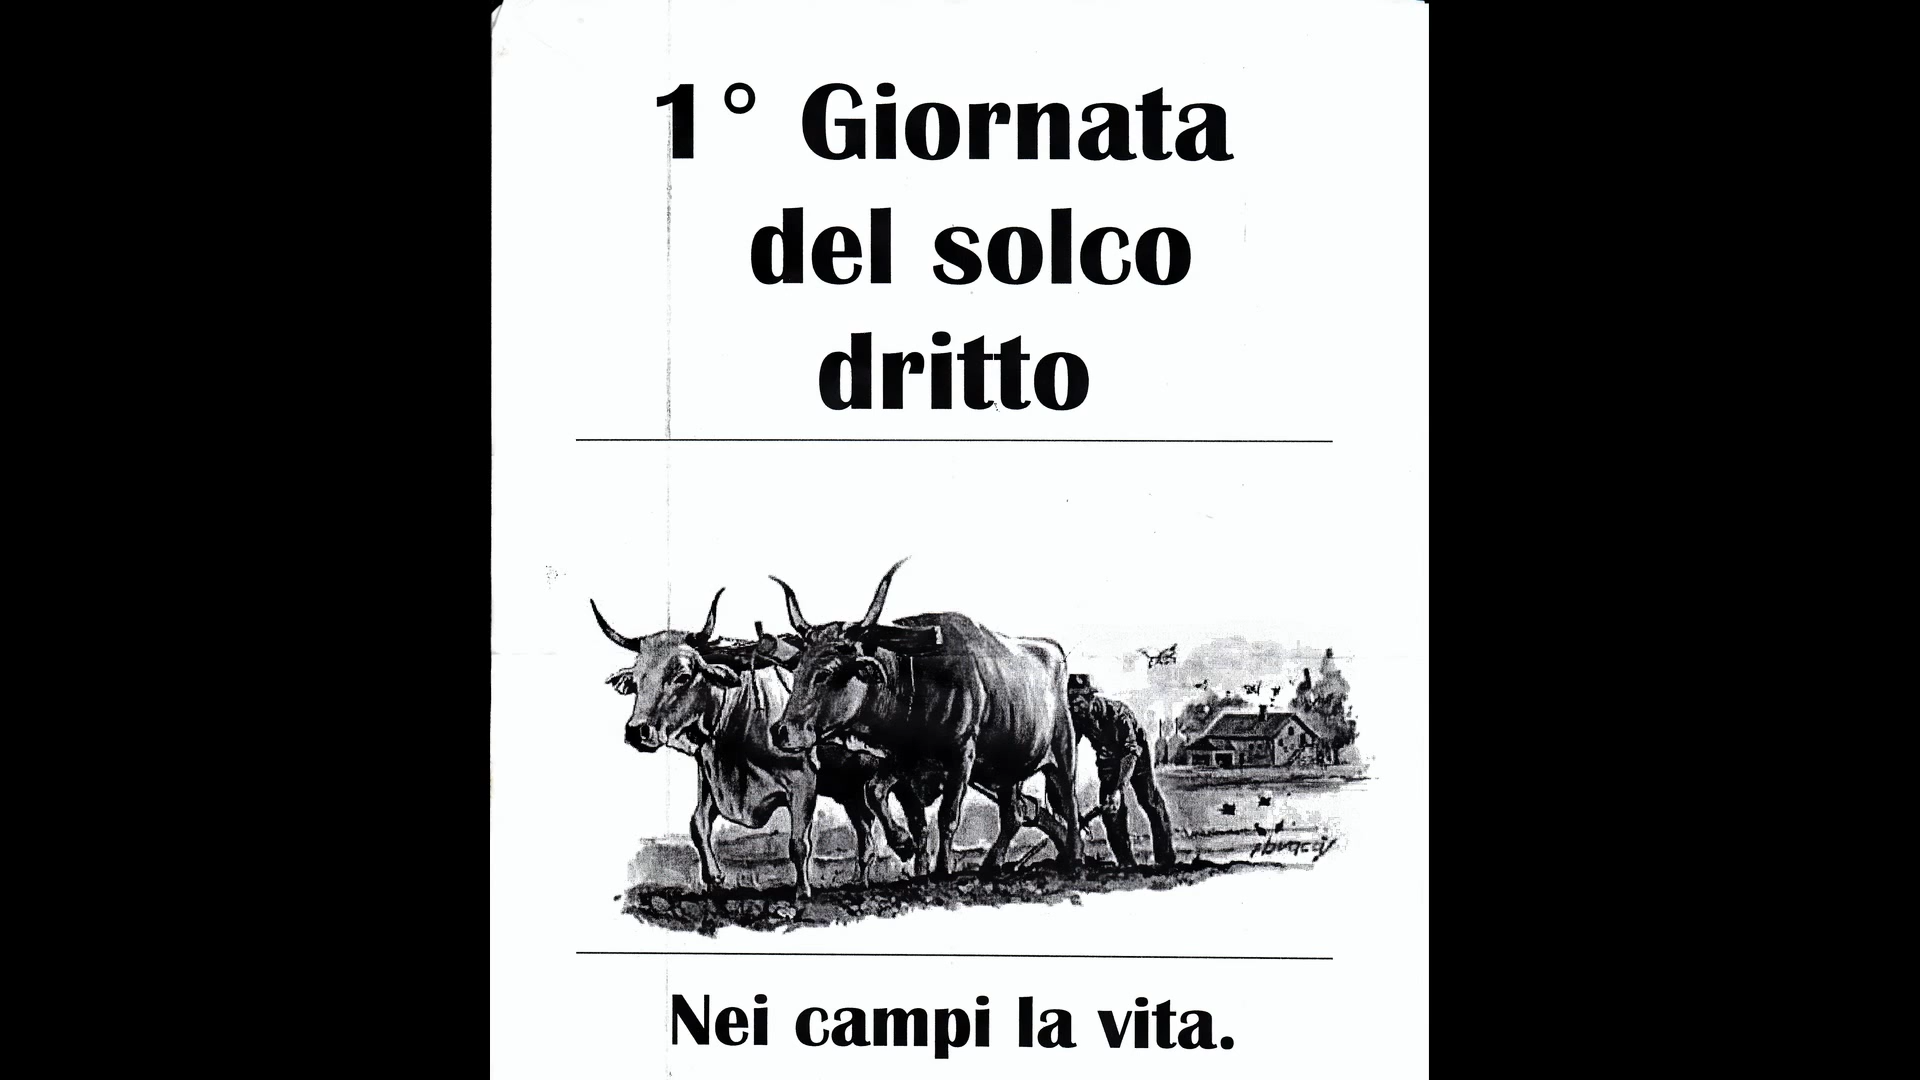 1° Giornata
del solco
dritto
Nei campi la vita.